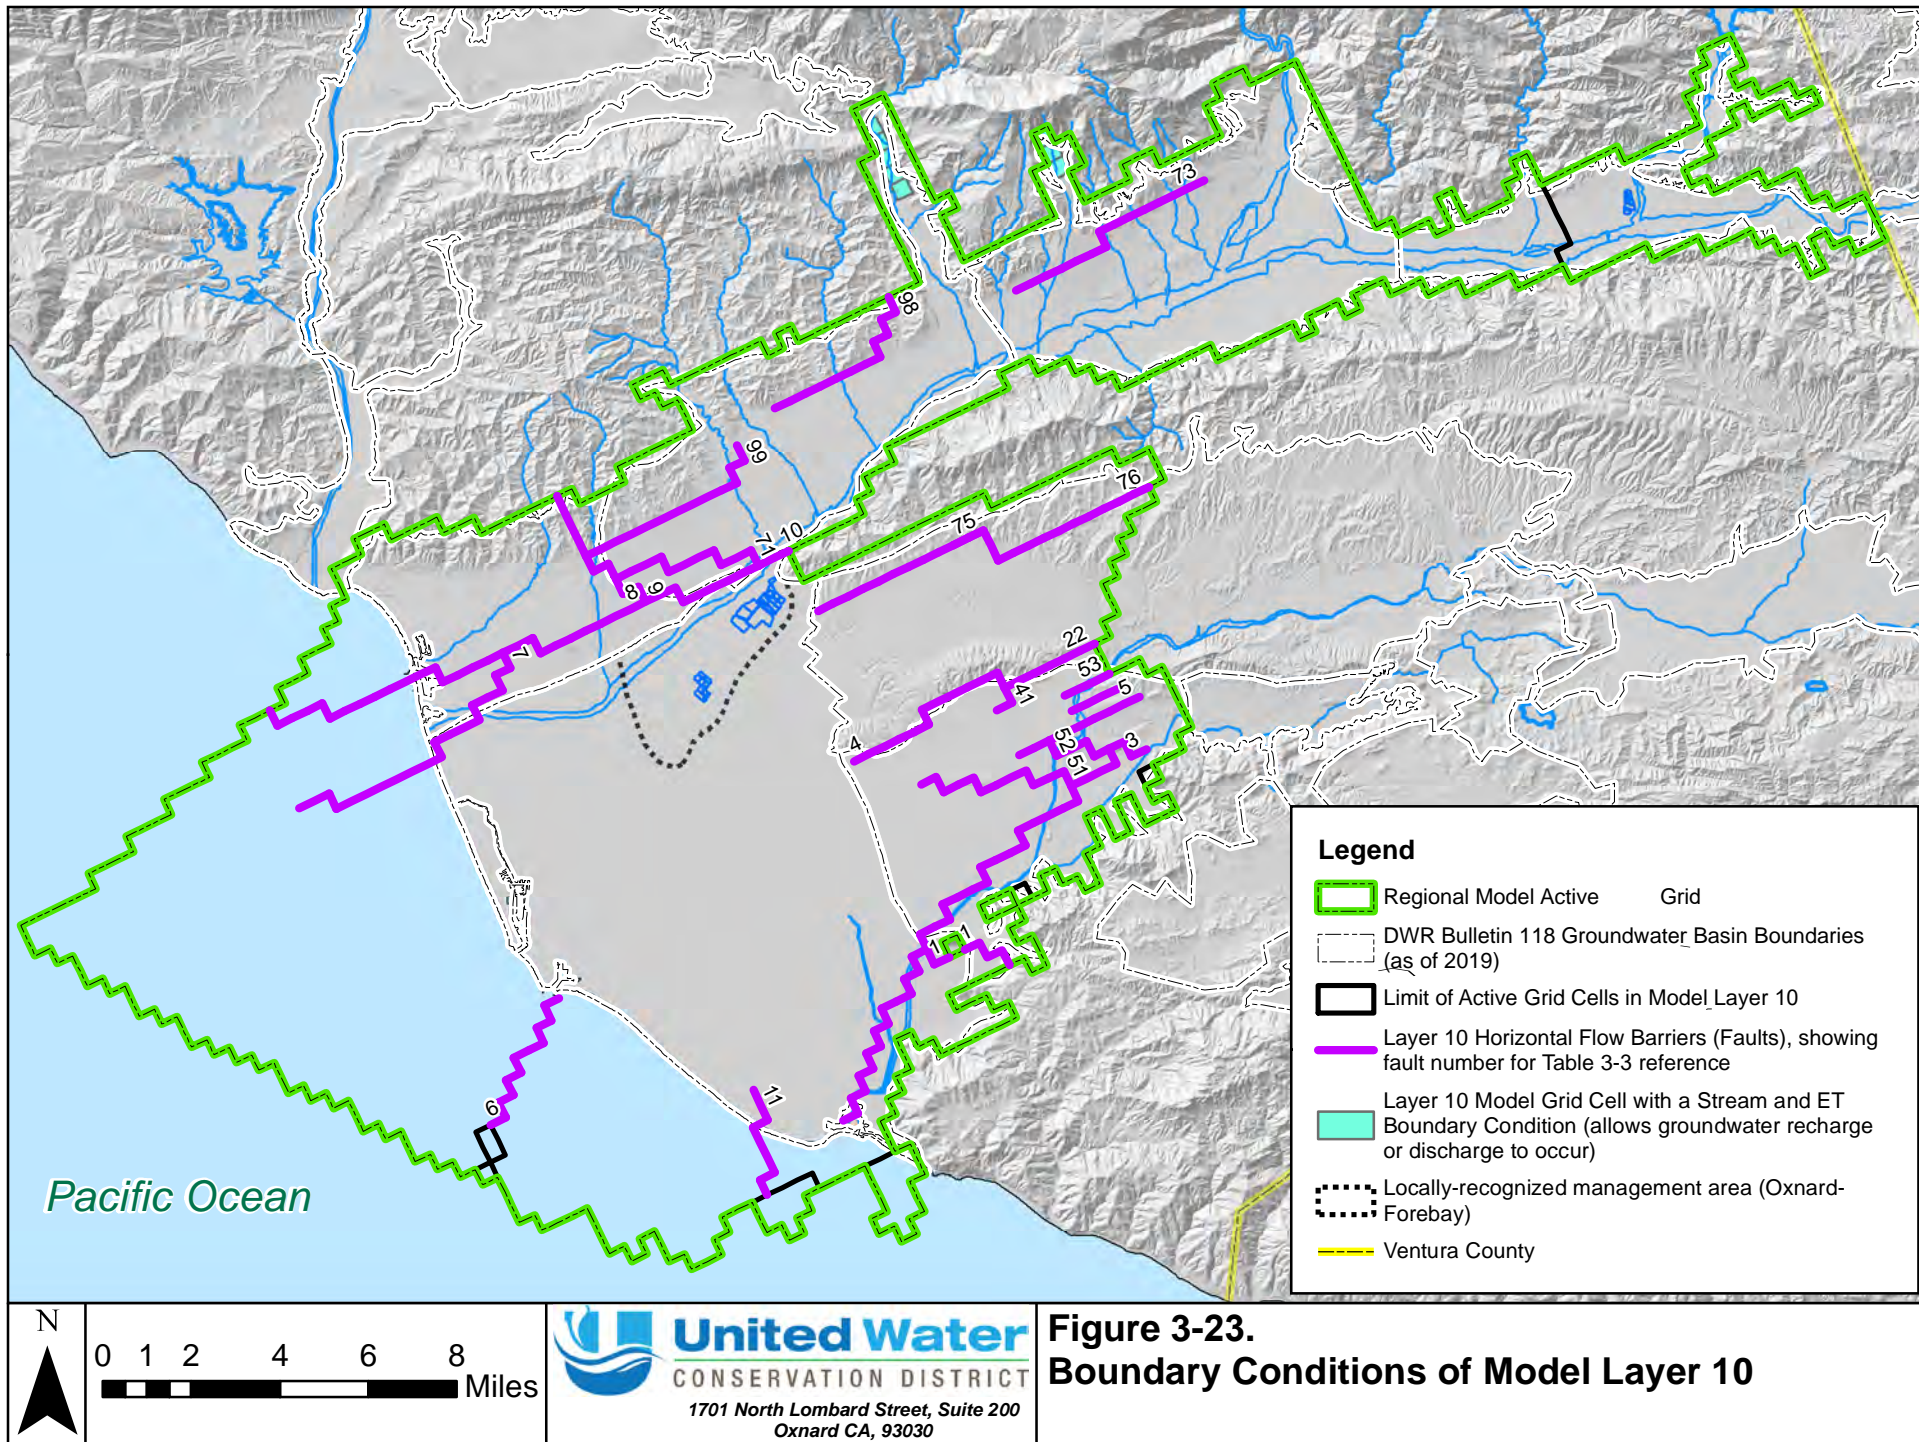 73
98
99
76
75
10
71
8
9
7
22
53
5
41
4
52
51
3
1
1
11
6
Pacific Ocean
Legend
Regional Model Active Grid
DWR Bulletin 118 Groundwater Basin Boundaries
(as of 2019)
Limit of Active Grid Cells in Model Layer 10
Layer 10 Horizontal Flow Barriers (Faults), showing
fault number for Table 3-3 reference
Layer 10 Model Grid Cell with a Stream and ET
Boundary Condition (allows groundwater recharge
or discharge to occur)
Locally-recognized management area (Oxnard-
Forebay)
Ventura County
N
0 1 2 4 6 8
Miles
United Water
CONSERVATION DISTRICT
1701 North Lombard Street, Suite 200
Oxnard CA, 93030
Figure 3-23.
Boundary Conditions of Model Layer 10